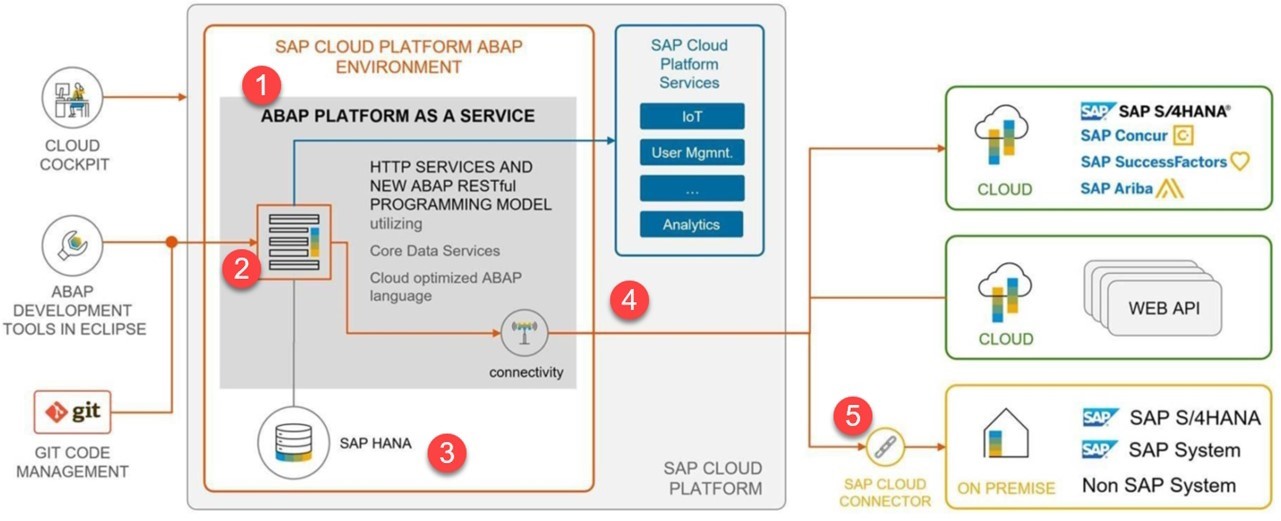 CLOUD
COCKPIT
ABAP
DEVELOPMENT
TOOLS IN ECLIPSE
git
GIT CODE
MANAGEMENT
SAP CLOUD PLATFORM ABAP
ENVIRONMENT
1
ABAP PLATFORM AS A SERVICE
HTTP SERVICES AND
NEW ABAP RESTful
PROGRAMMING MODEL
utilizing
Core Data Services
Cloud optimized ABAP
language
2
connectivity
SAP HANA
3
SAP Cloud
Platform
Services
IoT
User Mgmnt.
...
Analytics
4
SAP CLOUD
PLATFORM
5
SAP CLOUD
CONNECTOR
CLOUD
SAP SAP S/4HANA®
SAP Concur C
SAP SuccessFactors
SAP Ariba
CLOUD
WEB API
ON PREMISE
SAP SAP S/4HANA
SAP SAP System
Non SAP System